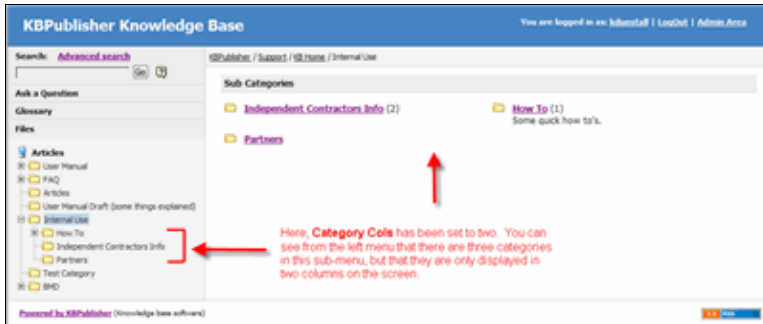 KBPublisher Knowledge Base
You are logged in as: kdunstall | LogOut | Admin Area
Search: Advanced search
Go
Ask a Question
Glossary
Files
Articles
User Manual
FAQ
Articles
User Manual Draft (some things explained)
Internal Use
How To
Independent Contractors Info
Partners
Test Category
BMD
KBPublisher / Support / KB Home / Internal Use
Sub Categories
Independent Contractors Info (2)
How To (1)
Some quick how to's.
Partners
Here, Category Cols has been set to two. You can
see from the left menu that there are three categories
in this sub-menu, but that they are only displayed in
two columns on the screen.
Powered by KBPublisher (Knowledge base software)